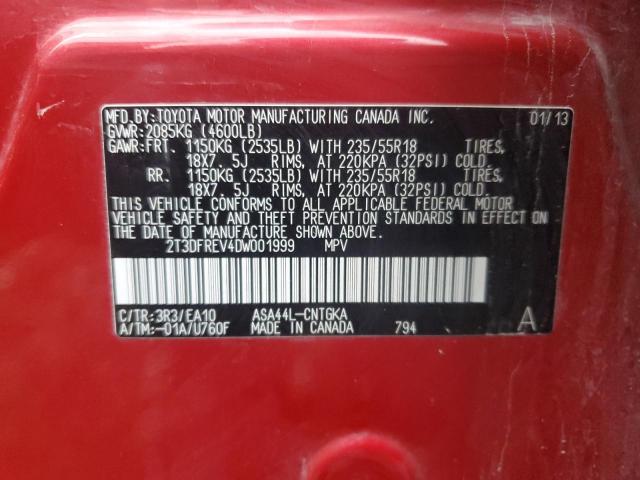 MFD. BY: TOYOTA MOTOR MANUFACTURING CANADA INC. 01/13
GVWR: 2085KG (4600LB)
GAWR: FRT. 1150KG (2535LB) WITH 235/55R18 TIRES,
18X7. 5J RIMS, AT 220KPA (32PSI) COLD.
RR. 1150KG (2535LB) WITH 235/55R18 TIRES,
18X7. 5J RIMS, AT 220KPA (32PSI) COLD.
THIS VEHICLE CONFORMS TO ALL APPLICABLE FEDERAL MOTOR
VEHICLE SAFETY AND THEFT PREVENTION STANDARDS IN EFFECT ON
THE DATE OF MANUFACTURE SHOWN ABOVE.
2T3DFREV4DW001999 MPV
C/TR: 3R3/EA10 ASA44L-CNTGKA
A/TM: -01A/U760F MADE IN CANADA 794 A